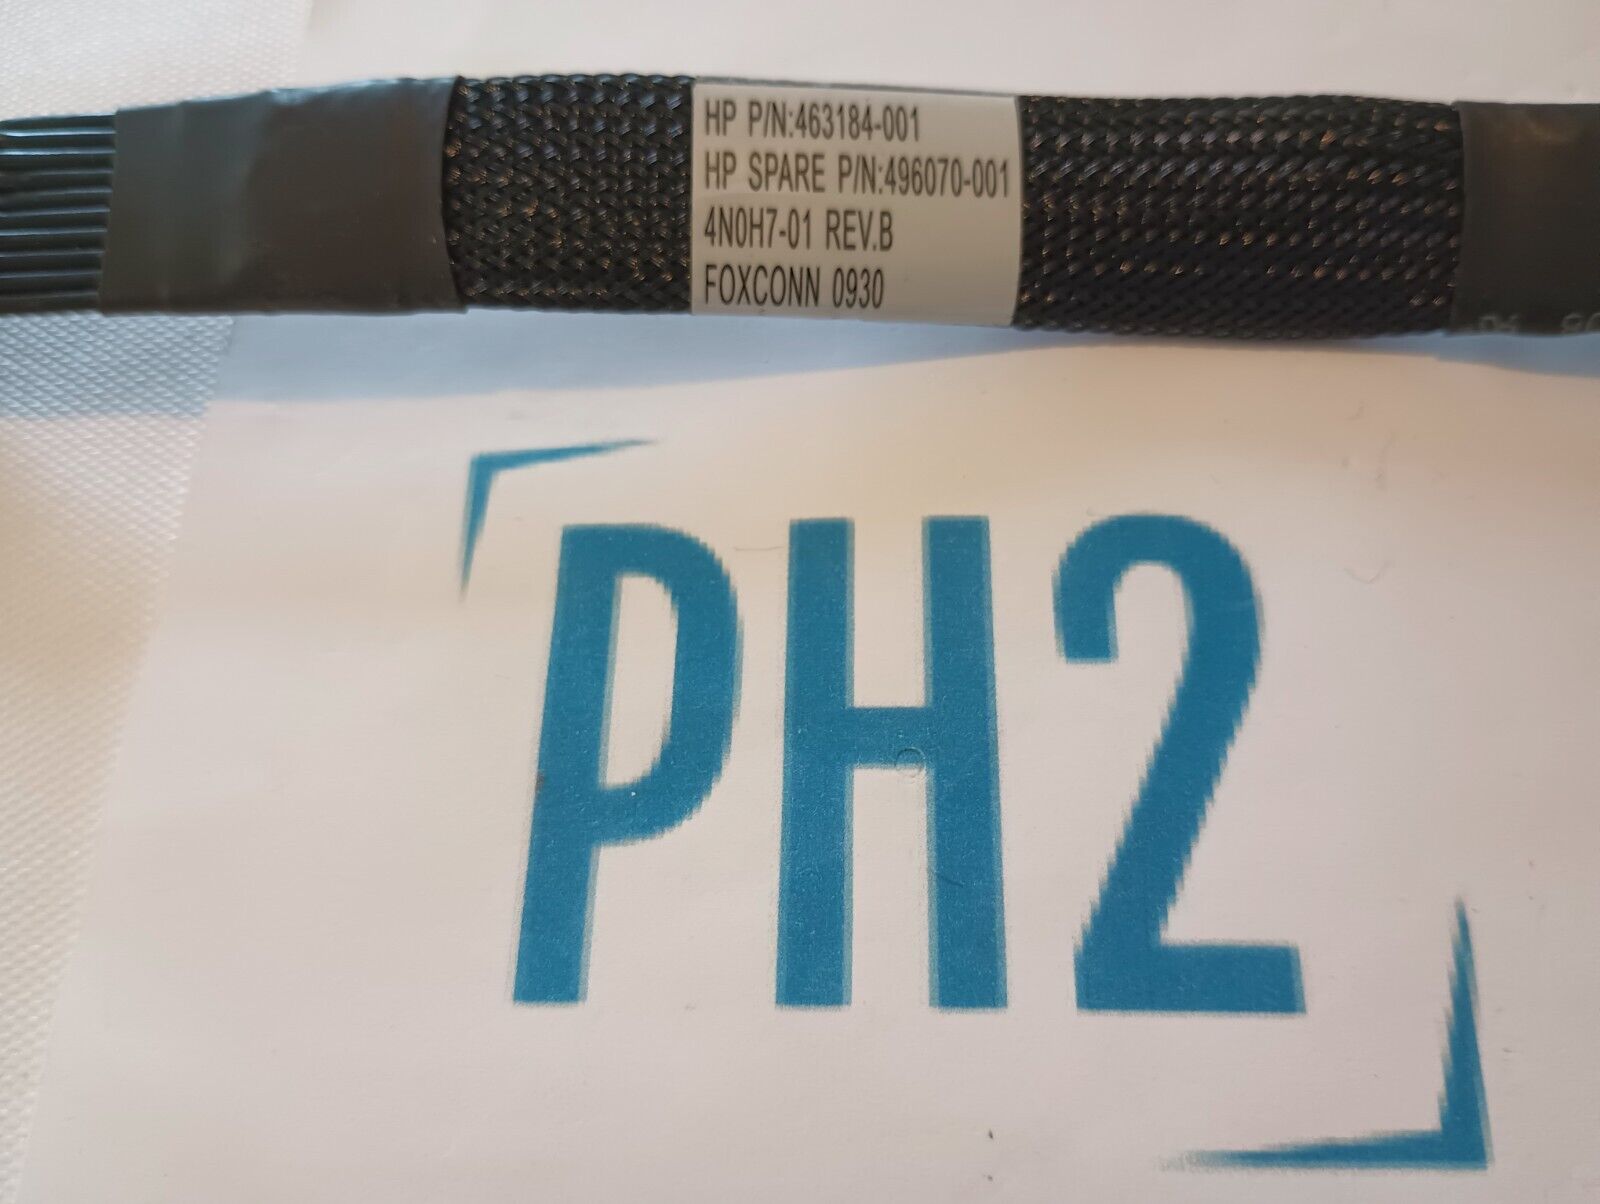 HP P/N:463184-001
HP SPARE P/N:496070-001
4N0H7-01 REV.B
FOXCONN 0930
PH2